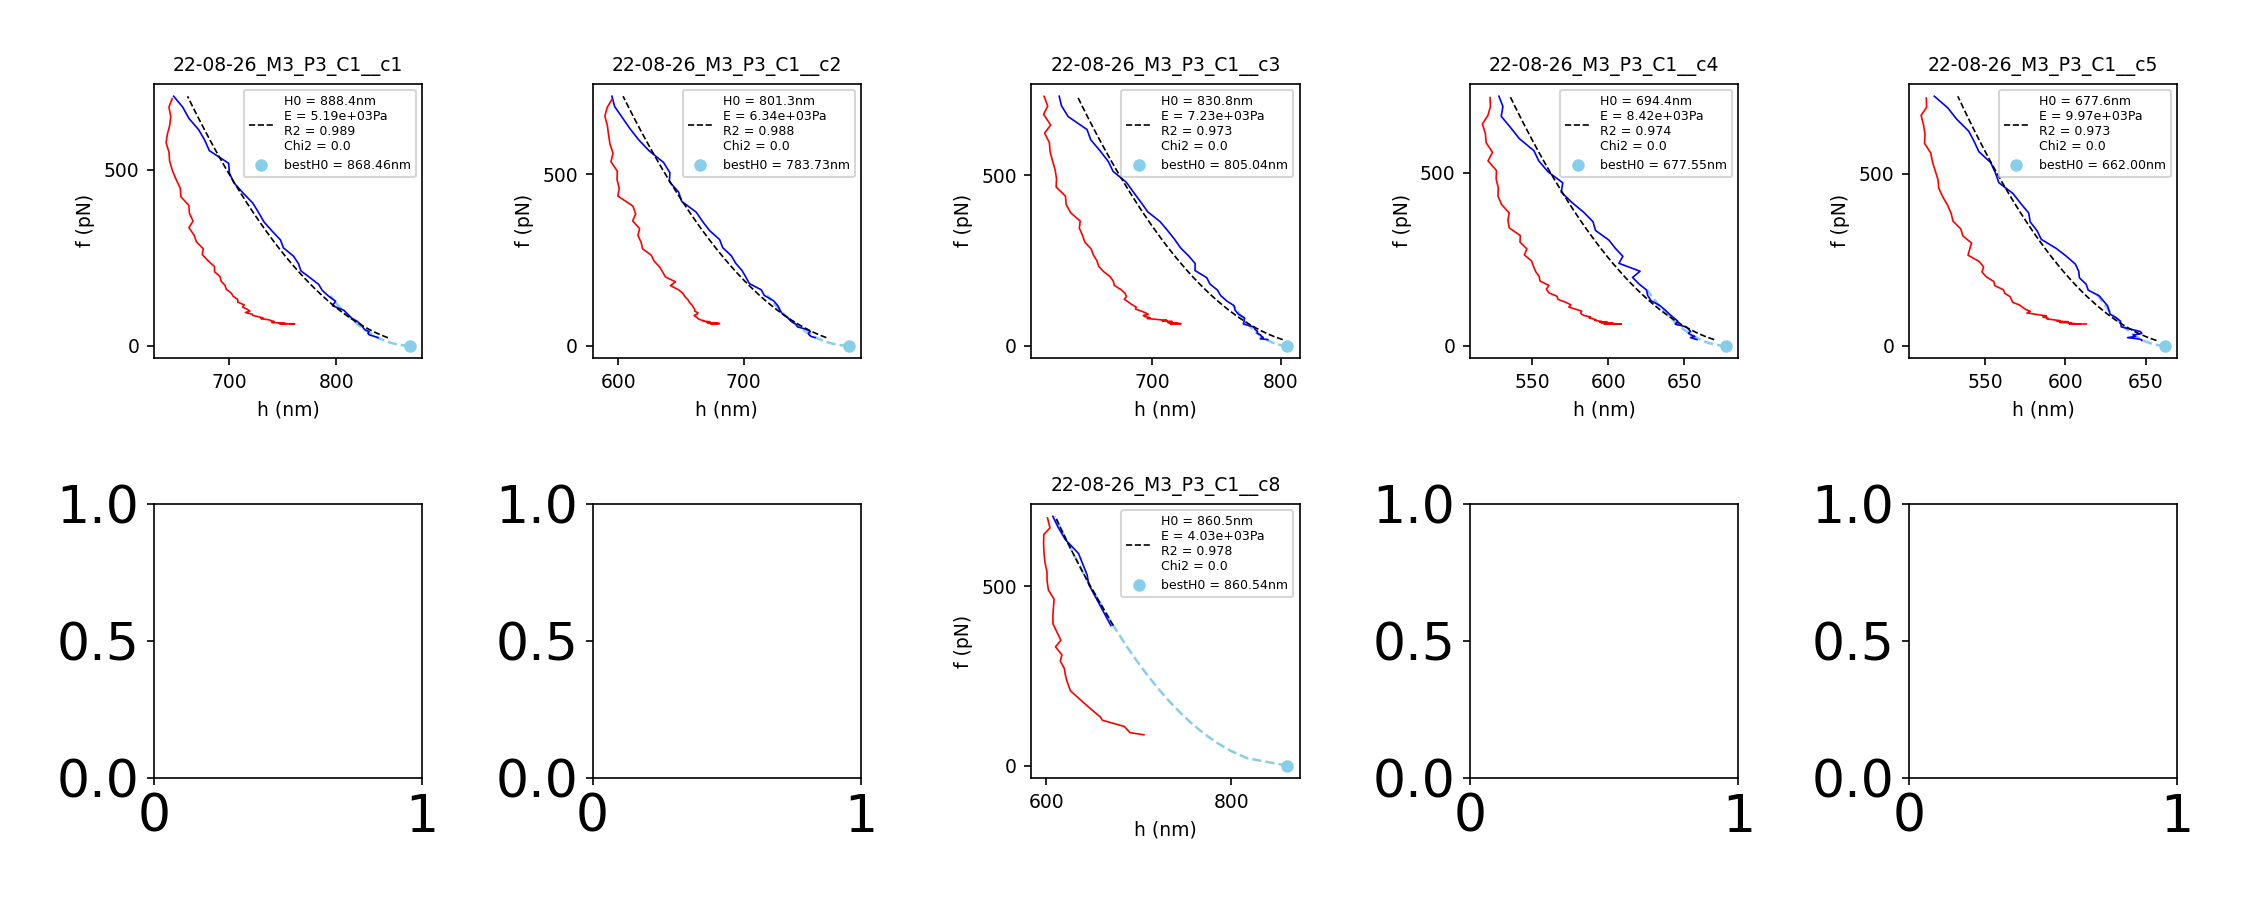 22-08-26_M3_P3_C1__c1
H0 = 888.4nm
E = 5.19e+03Pa
R2 = 0.989
Chi2 = 0.0
bestH0 = 868.46nm
500
0
f (pN)
700 800
h (nm)
22-08-26_M3_P3_C1__c2
H0 = 801.3nm
E = 6.34e+03Pa
R2 = 0.988
Chi2 = 0.0
bestH0 = 783.73nm
500
0
f (pN)
600 700
h (nm)
22-08-26_M3_P3_C1__c3
H0 = 830.8nm
E = 7.23e+03Pa
R2 = 0.973
Chi2 = 0.0
bestH0 = 805.04nm
500
0
f (pN)
700 800
h (nm)
22-08-26_M3_P3_C1__c4
H0 = 694.4nm
E = 8.42e+03Pa
R2 = 0.974
Chi2 = 0.0
bestH0 = 677.55nm
500
0
f (pN)
550 600 650
h (nm)
22-08-26_M3_P3_C1__c5
H0 = 677.6nm
E = 9.97e+03Pa
R2 = 0.973
Chi2 = 0.0
bestH0 = 662.00nm
500
0
f (pN)
550 600 650
h (nm)
1.0
0.5
0.0
0 1
1.0
0.5
0.0
0 1
22-08-26_M3_P3_C1__c8
H0 = 860.5nm
E = 4.03e+03Pa
R2 = 0.978
Chi2 = 0.0
bestH0 = 860.54nm
500
0
f (pN)
600 800
h (nm)
1.0
0.5
0.0
0 1
1.0
0.5
0.0
0 1